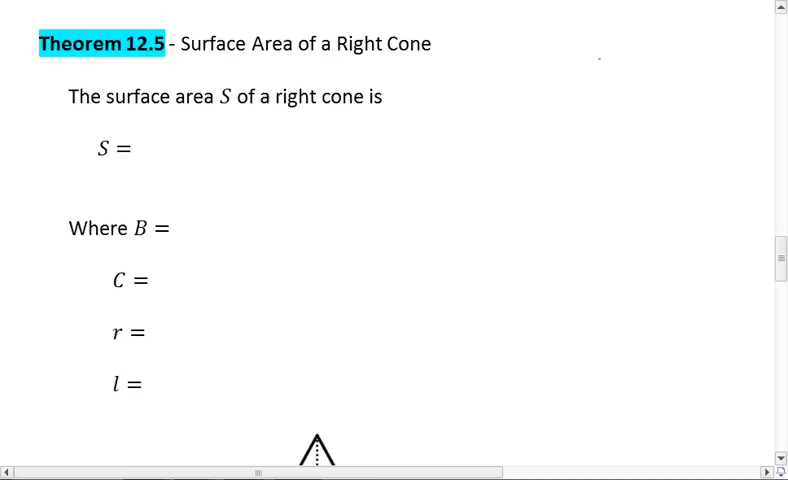 Theorem 12.5 - Surface Area of a Right Cone
The surface area S of a right cone is
S =
Where B =
C =
r =
l =